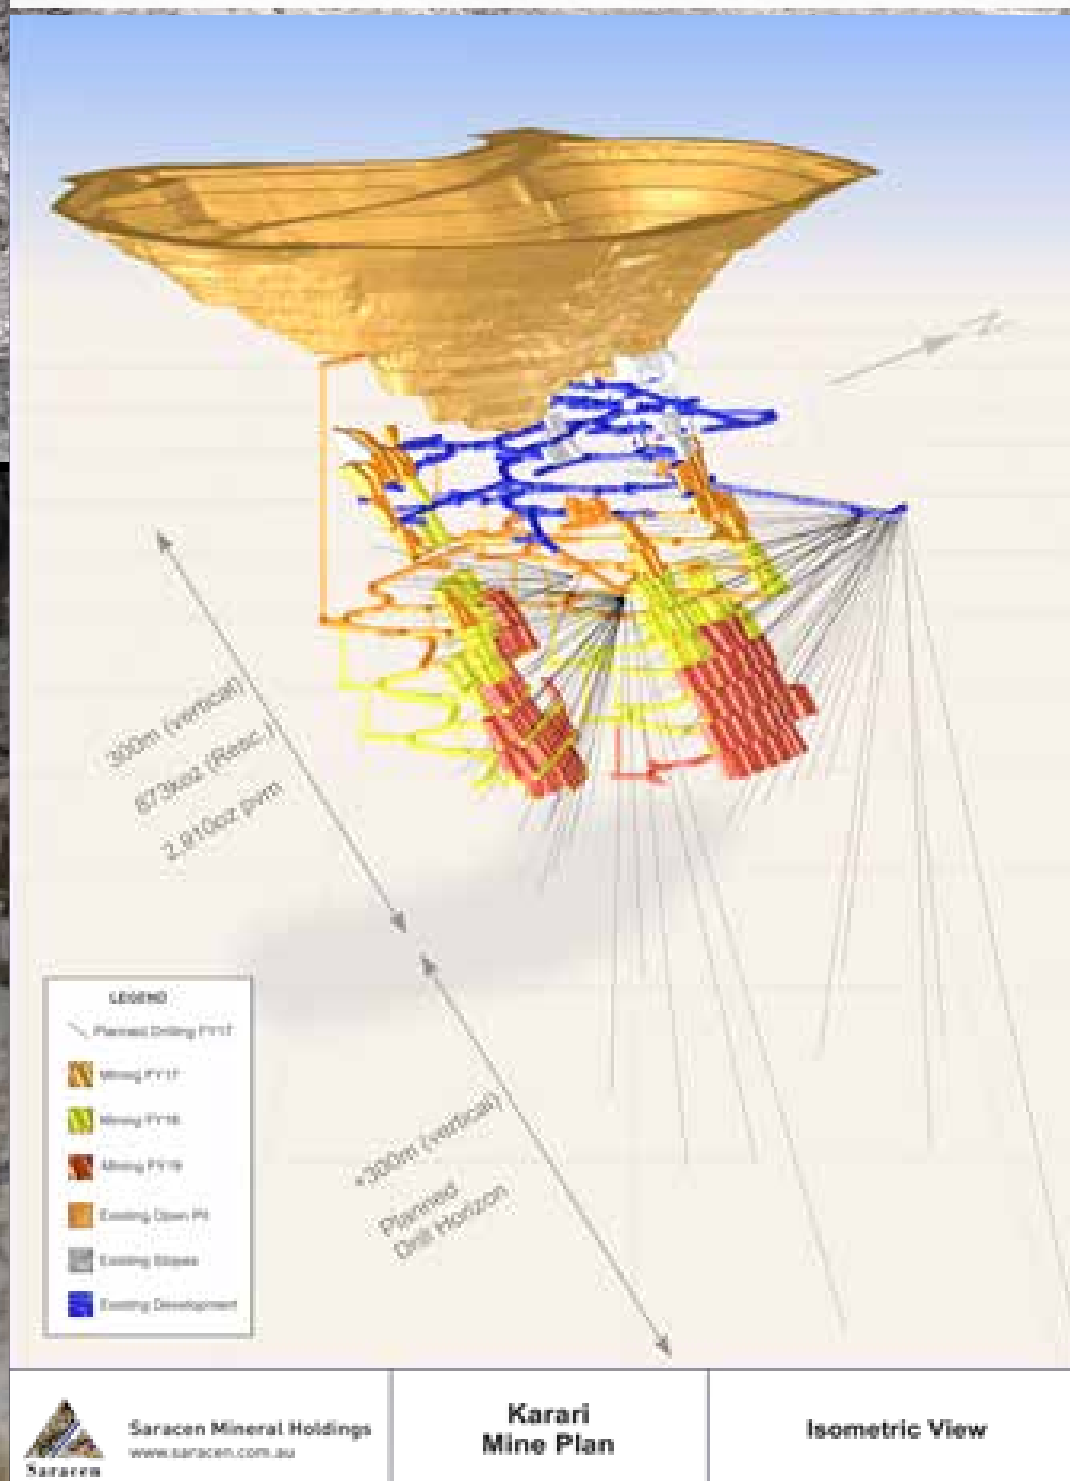 N
300m (vertical)
873koz (Resc.)
2,910oz pvm
LEGEND
Planned Drilling FY17
Mining FY17
Mining FY18
Mining FY19
Existing Open Pit
Existing Stopes
Existing Development
+300m (vertical)
Planned
Drill Horizon
Saracen
Saracen Mineral Holdings
www.saracen.com.au
Karari
Mine Plan
Isometric View